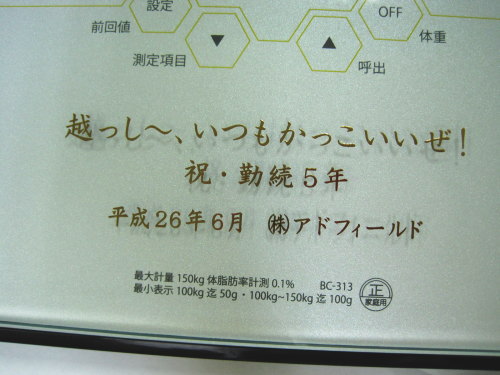 設定
OFF
前回値
▼
▲
体重
測定項目
呼出
越っし～、いつもかっこいいぜ!
祝・勤続5年
平成26年6月 ㈱アドフィールド
最大計量 150kg 体脂肪率計測 0.1% BC-313
最小表示 100kg 迄 50g・100kg~150kg 迄 100g
正
家庭用